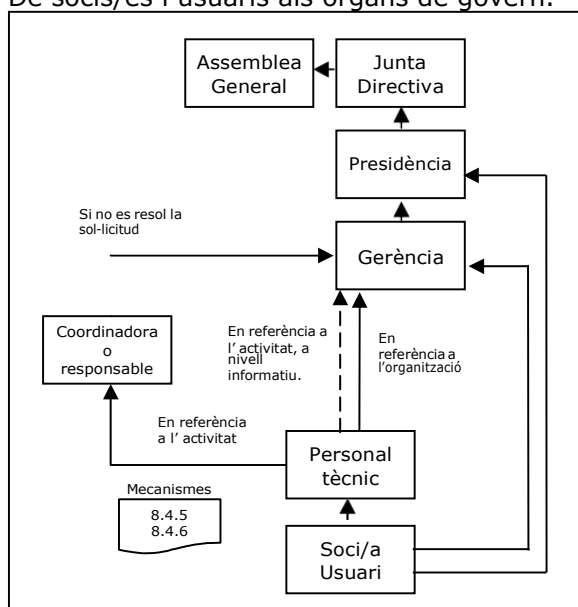 De socis/es i usuaris als òrgans de govern:
Assemblea
General
Junta
Directiva
Presidència
Si no es resol la
sol·licitud
Gerència
Coordinadora
o
responsable
En referència a
l’ activitat, a
nivell
informatiu.
En
referència a
l’organització
En referència
a l’ activitat
Personal
tècnic
Mecanismes
8.4.5
8.4.6
Soci/a
Usuari